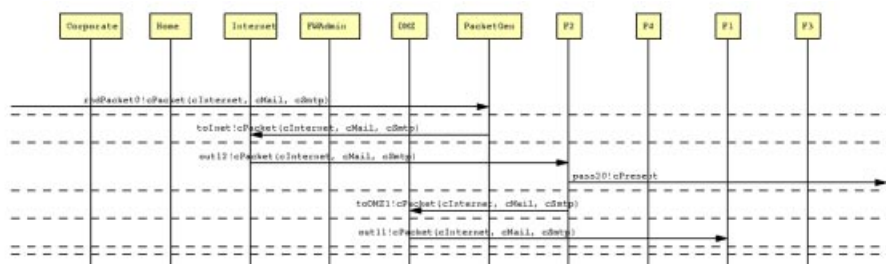 Corporate Home Internet FWAdmin DMZ PacketGen F2 F4 F1 F3
rndPacket0!cPacket(cInternet, cMail, cSmtp)
toInet!cPacket(cInternet, cMail, cSmtp)
out12!cPacket(cInternet, cMail, cSmtp)
pass20!cPresent
toDMZ1!cPacket(cInternet, cMail, cSmtp)
out11!cPacket(cInternet, cMail, cSmtp)